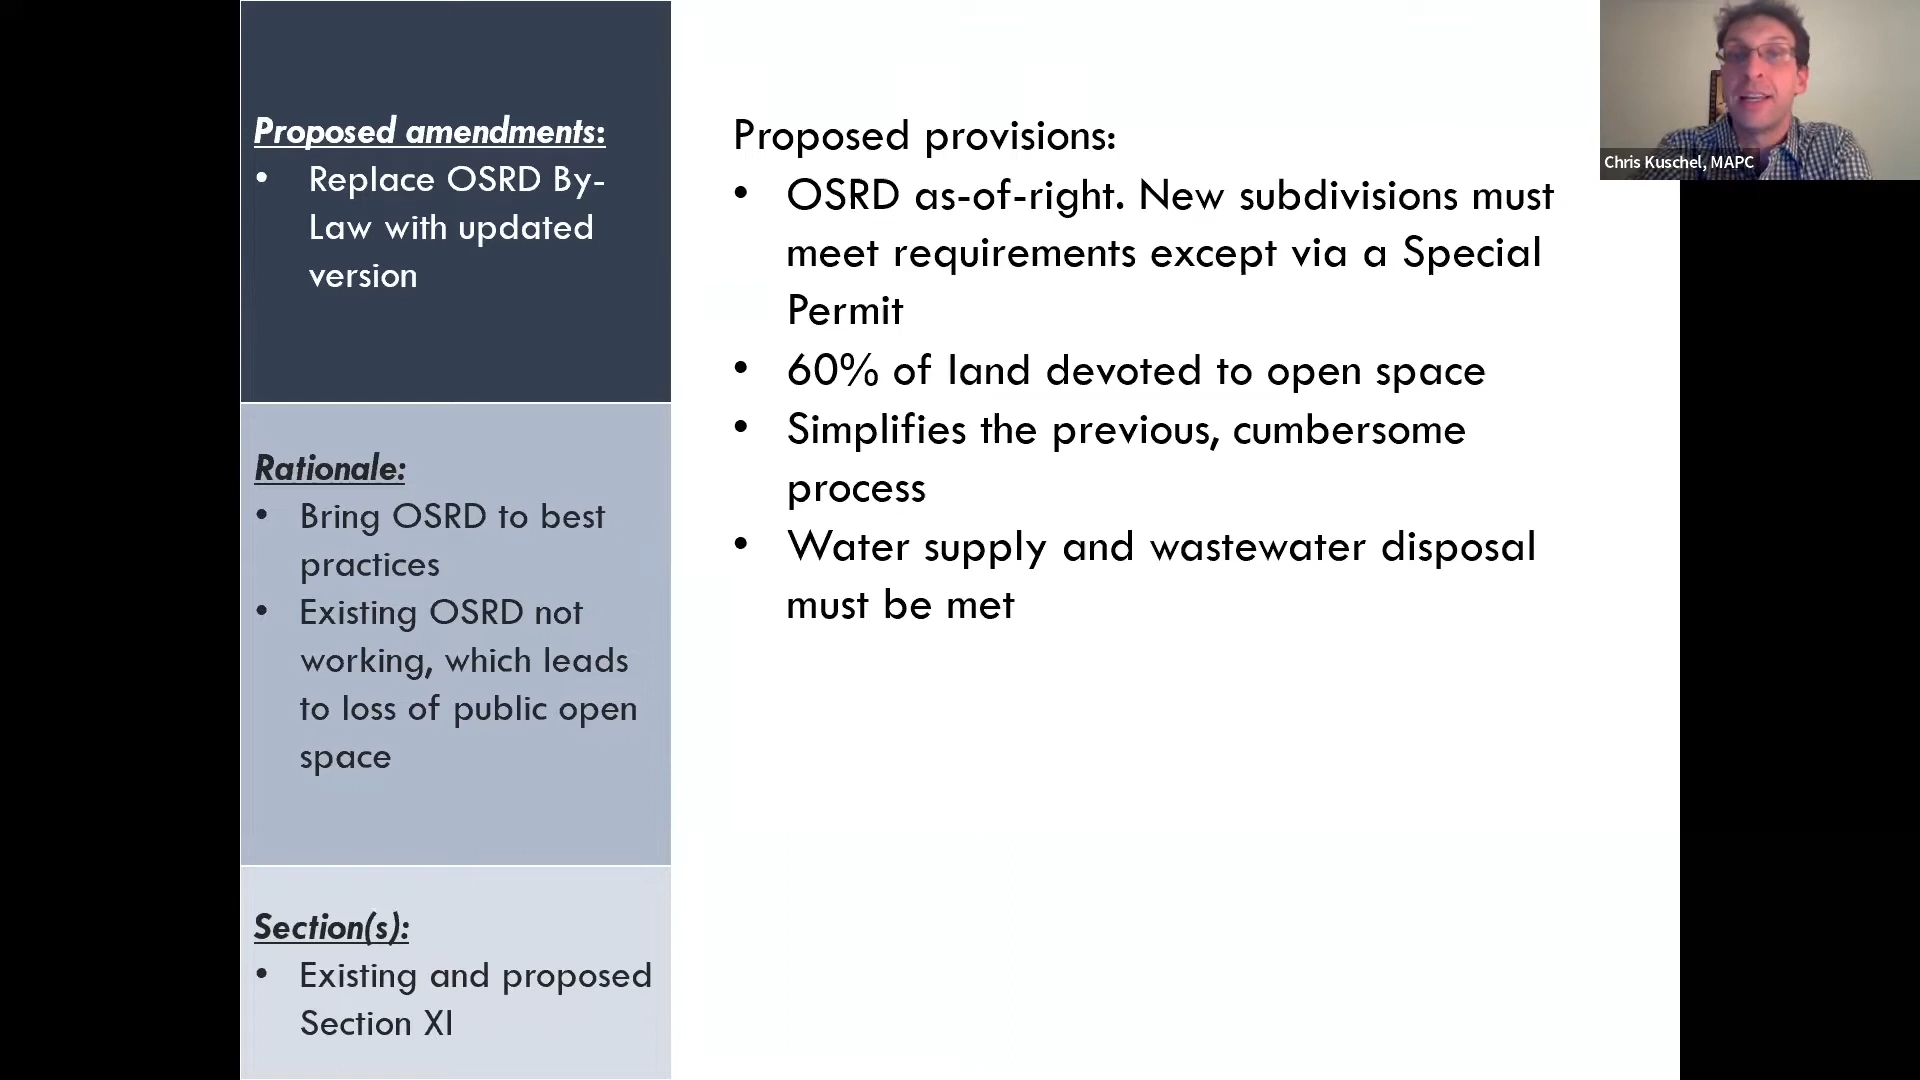 Proposed amendments:
• Replace OSRD By-
Law with updated
version
Rationale:
• Bring OSRD to best
practices
• Existing OSRD not
working, which leads
to loss of public open
space
Section(s):
• Existing and proposed
Section XI
Proposed provisions:
• OSRD as-of-right. New subdivisions must
meet requirements except via a Special
Permit
• 60% of land devoted to open space
• Simplifies the previous, cumbersome
process
• Water supply and wastewater disposal
must be met
Chris Kuschel, MAPC